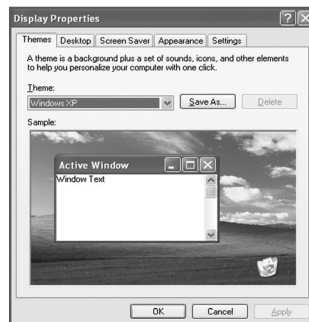 Display Properties
Themes Desktop Screen Saver Appearance Settings
A theme is a background plus a set of sounds, icons, and other elements
to help you personalize your computer with one click.
Theme:
Windows XP Save As... Delete
Sample:
Active Window
Window Text
OK Cancel Apply